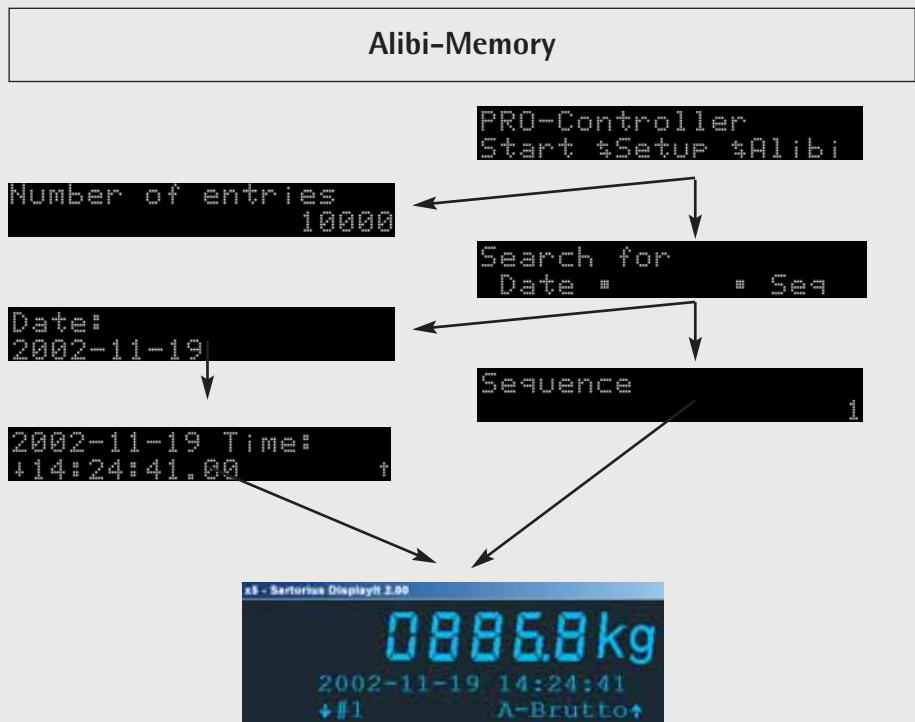 Alibi-Memory
PRO-Controller
Start ↕Setup ↕Alibi
Number of entries
10000
Search for
Date ▪ ▪ Seq
Date:
2002-11-19
Sequence
1
2002-11-19 Time:
↓14:24:41.00 ↑
x5 - Sartorius DisplayIt 2.00
0886.8kg
2002-11-19 14:24:41
↓#1 A-Brutto↑